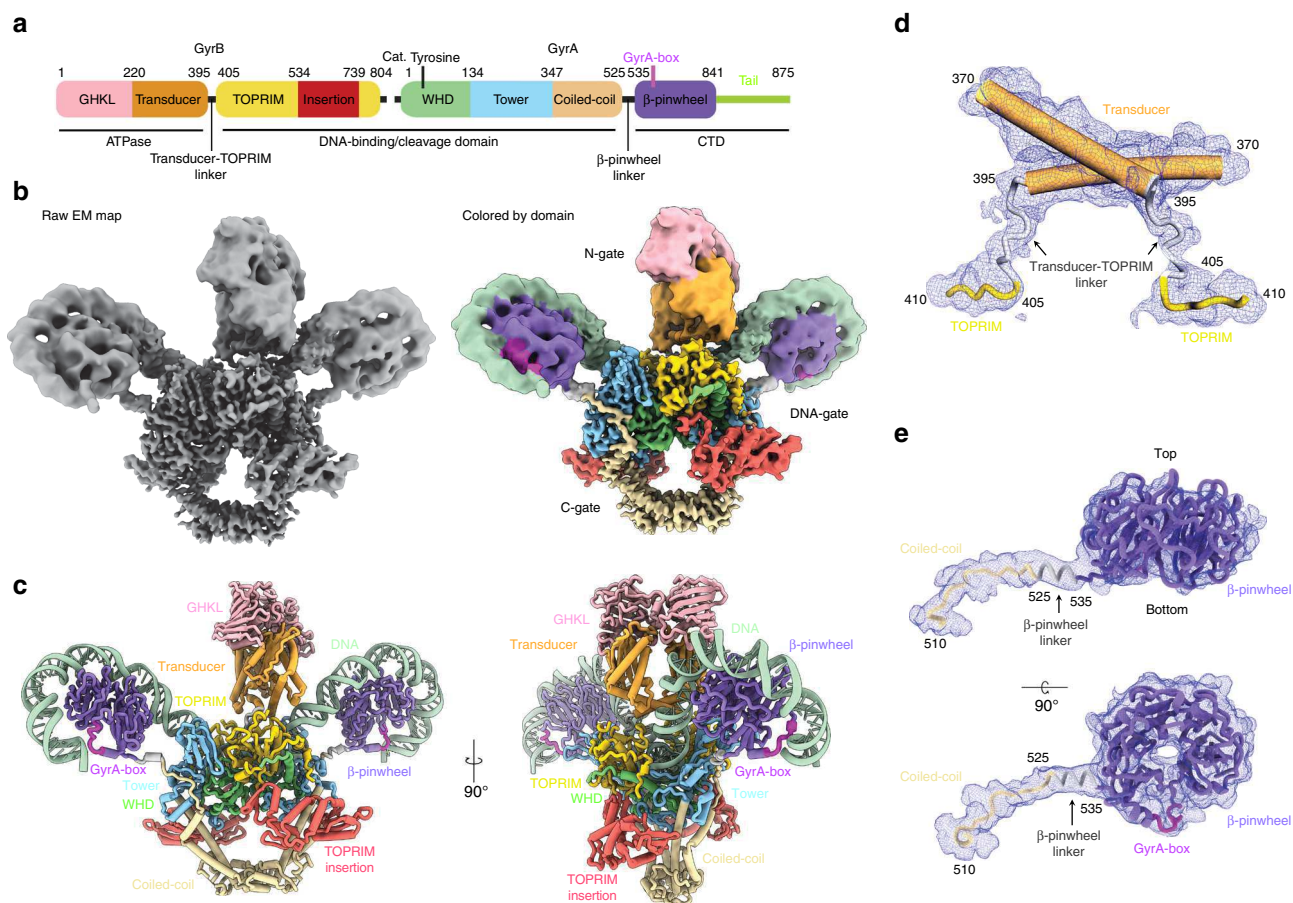 a
GyrB
GyrA
GyrA-box
Cat. Tyrosine
1 220 395 405 534 739 804 1 134 347 525 535 841 875
GHKL Transducer TOPRIM Insertion WHD Tower Coiled-coil β-pinwheel Tail
ATPase DNA-binding/cleavage domain CTD
Transducer-TOPRIM
linker
β-pinwheel
linker
b
Raw EM map
Colored by domain
N-gate
DNA-gate
C-gate
c
GHKL
Transducer
DNA
TOPRIM
GyrA-box
β-pinwheel
Tower
WHD
TOPRIM
insertion
Coiled-coil
90°
GHKL
Transducer
DNA
β-pinwheel
TOPRIM
GyrA-box
WHD
Tower
Coiled-coil
TOPRIM
insertion
d
370
Transducer
370
395
395
Transducer-TOPRIM
linker
405
410
405
410
TOPRIM
TOPRIM
e
Top
Coiled-coil
525
535
β-pinwheel
Bottom
β-pinwheel
linker
510
90°
525
Coiled-coil
535
β-pinwheel
linker
β-pinwheel
GyrA-box
510